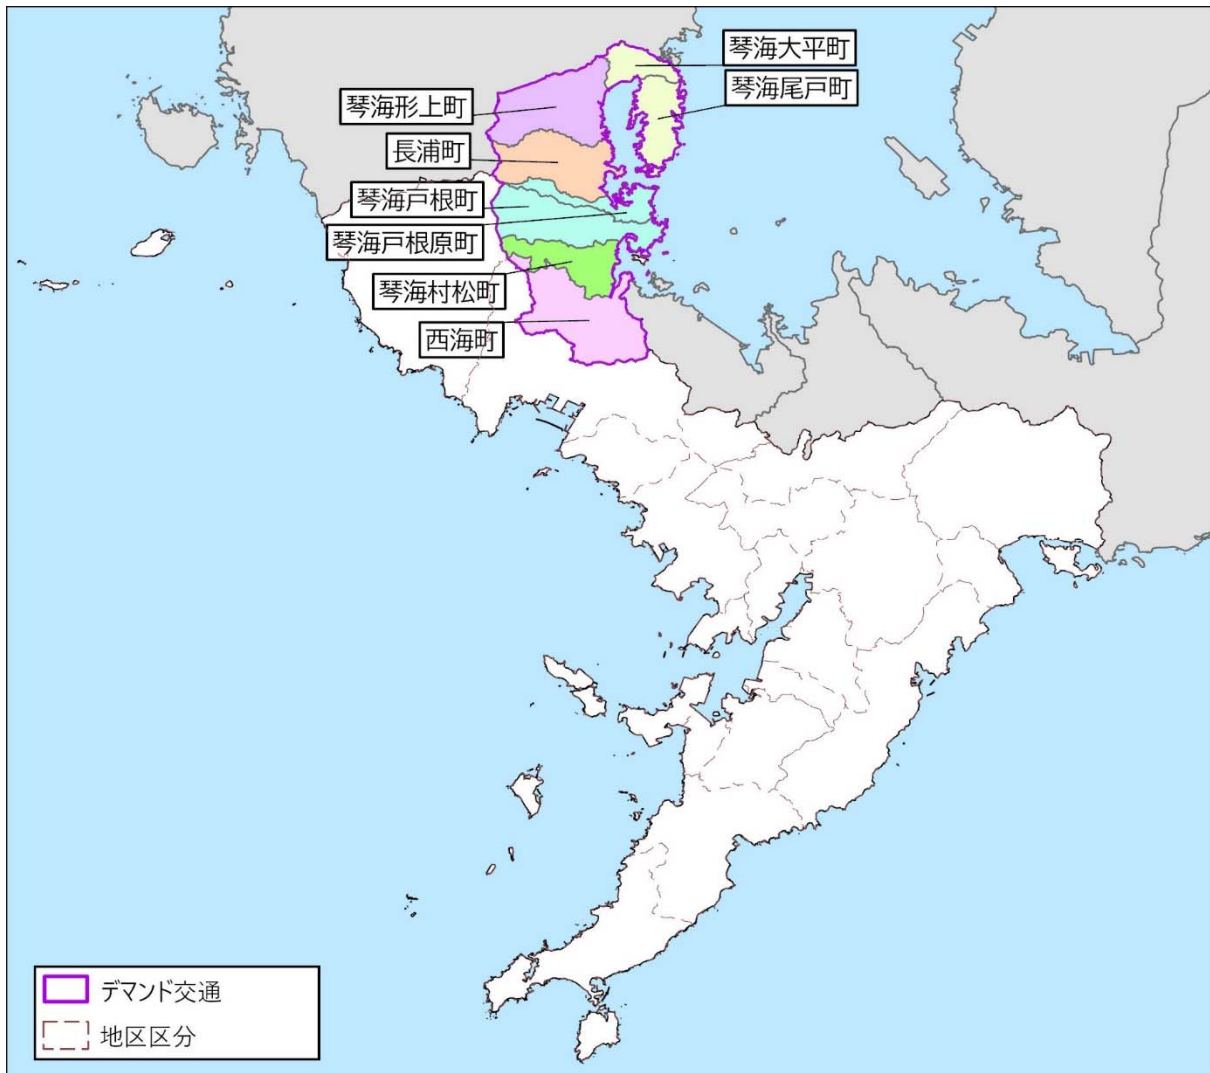 琴海大平町
琴海尾戸町
琴海形上町
長浦町
琴海戸根町
琴海戸根原町
琴海村松町
西海町
デマンド交通
地区区分